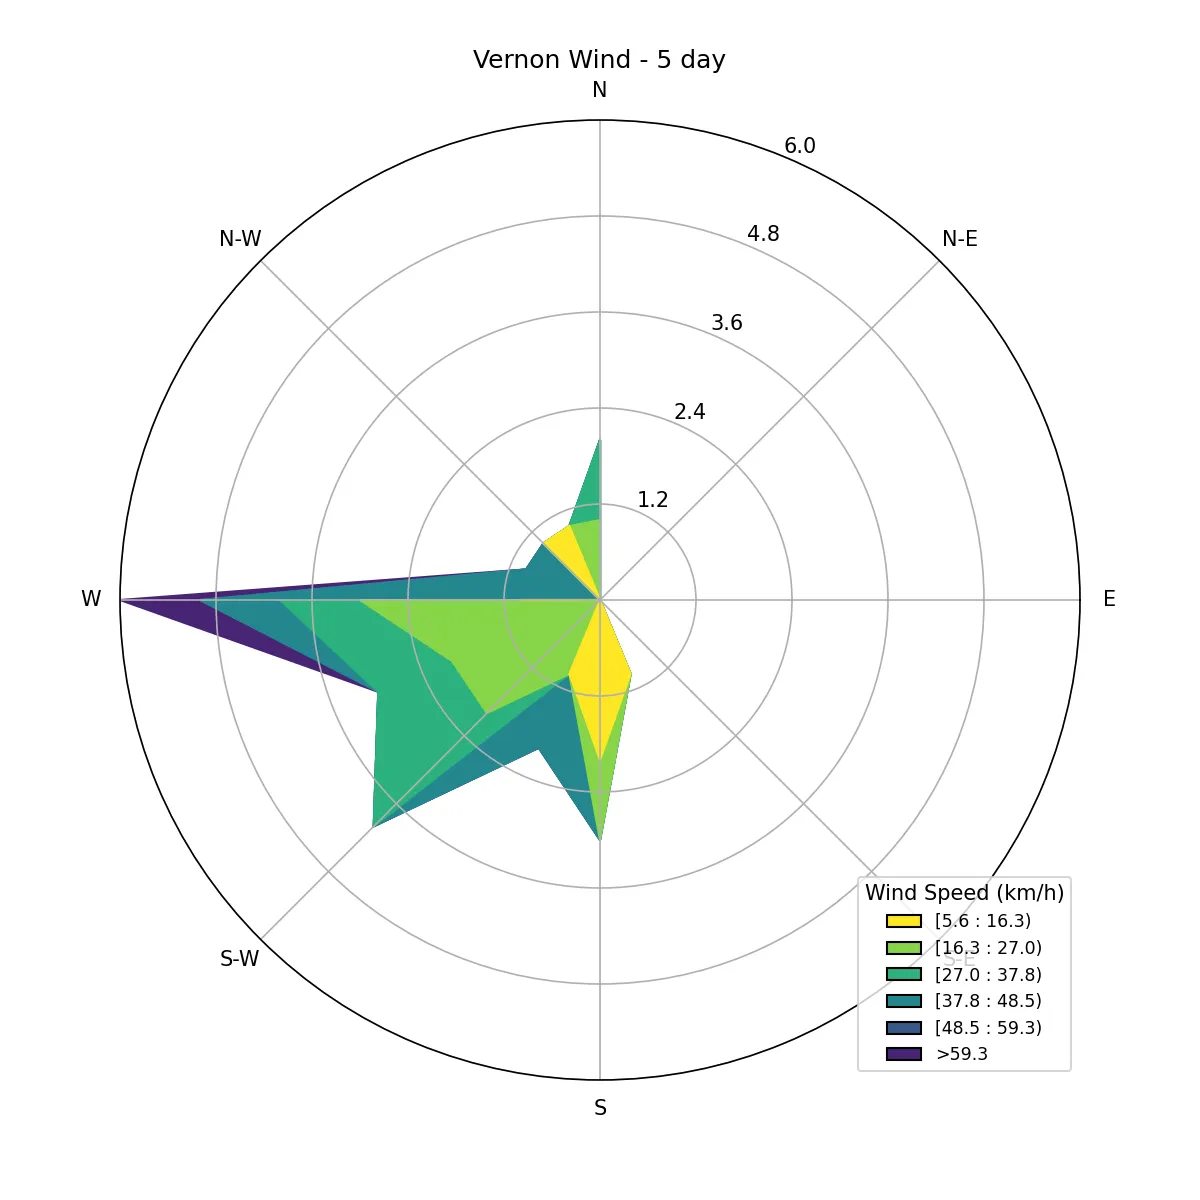 Vernon Wind - 5 day
N
6.0
N-W
N-E
4.8
3.6
2.4
1.2
W
E
S-W
S-E
S
Wind Speed (km/h)
[5.6 : 16.3)
[16.3 : 27.0)
[27.0 : 37.8)
[37.8 : 48.5)
[48.5 : 59.3)
>59.3